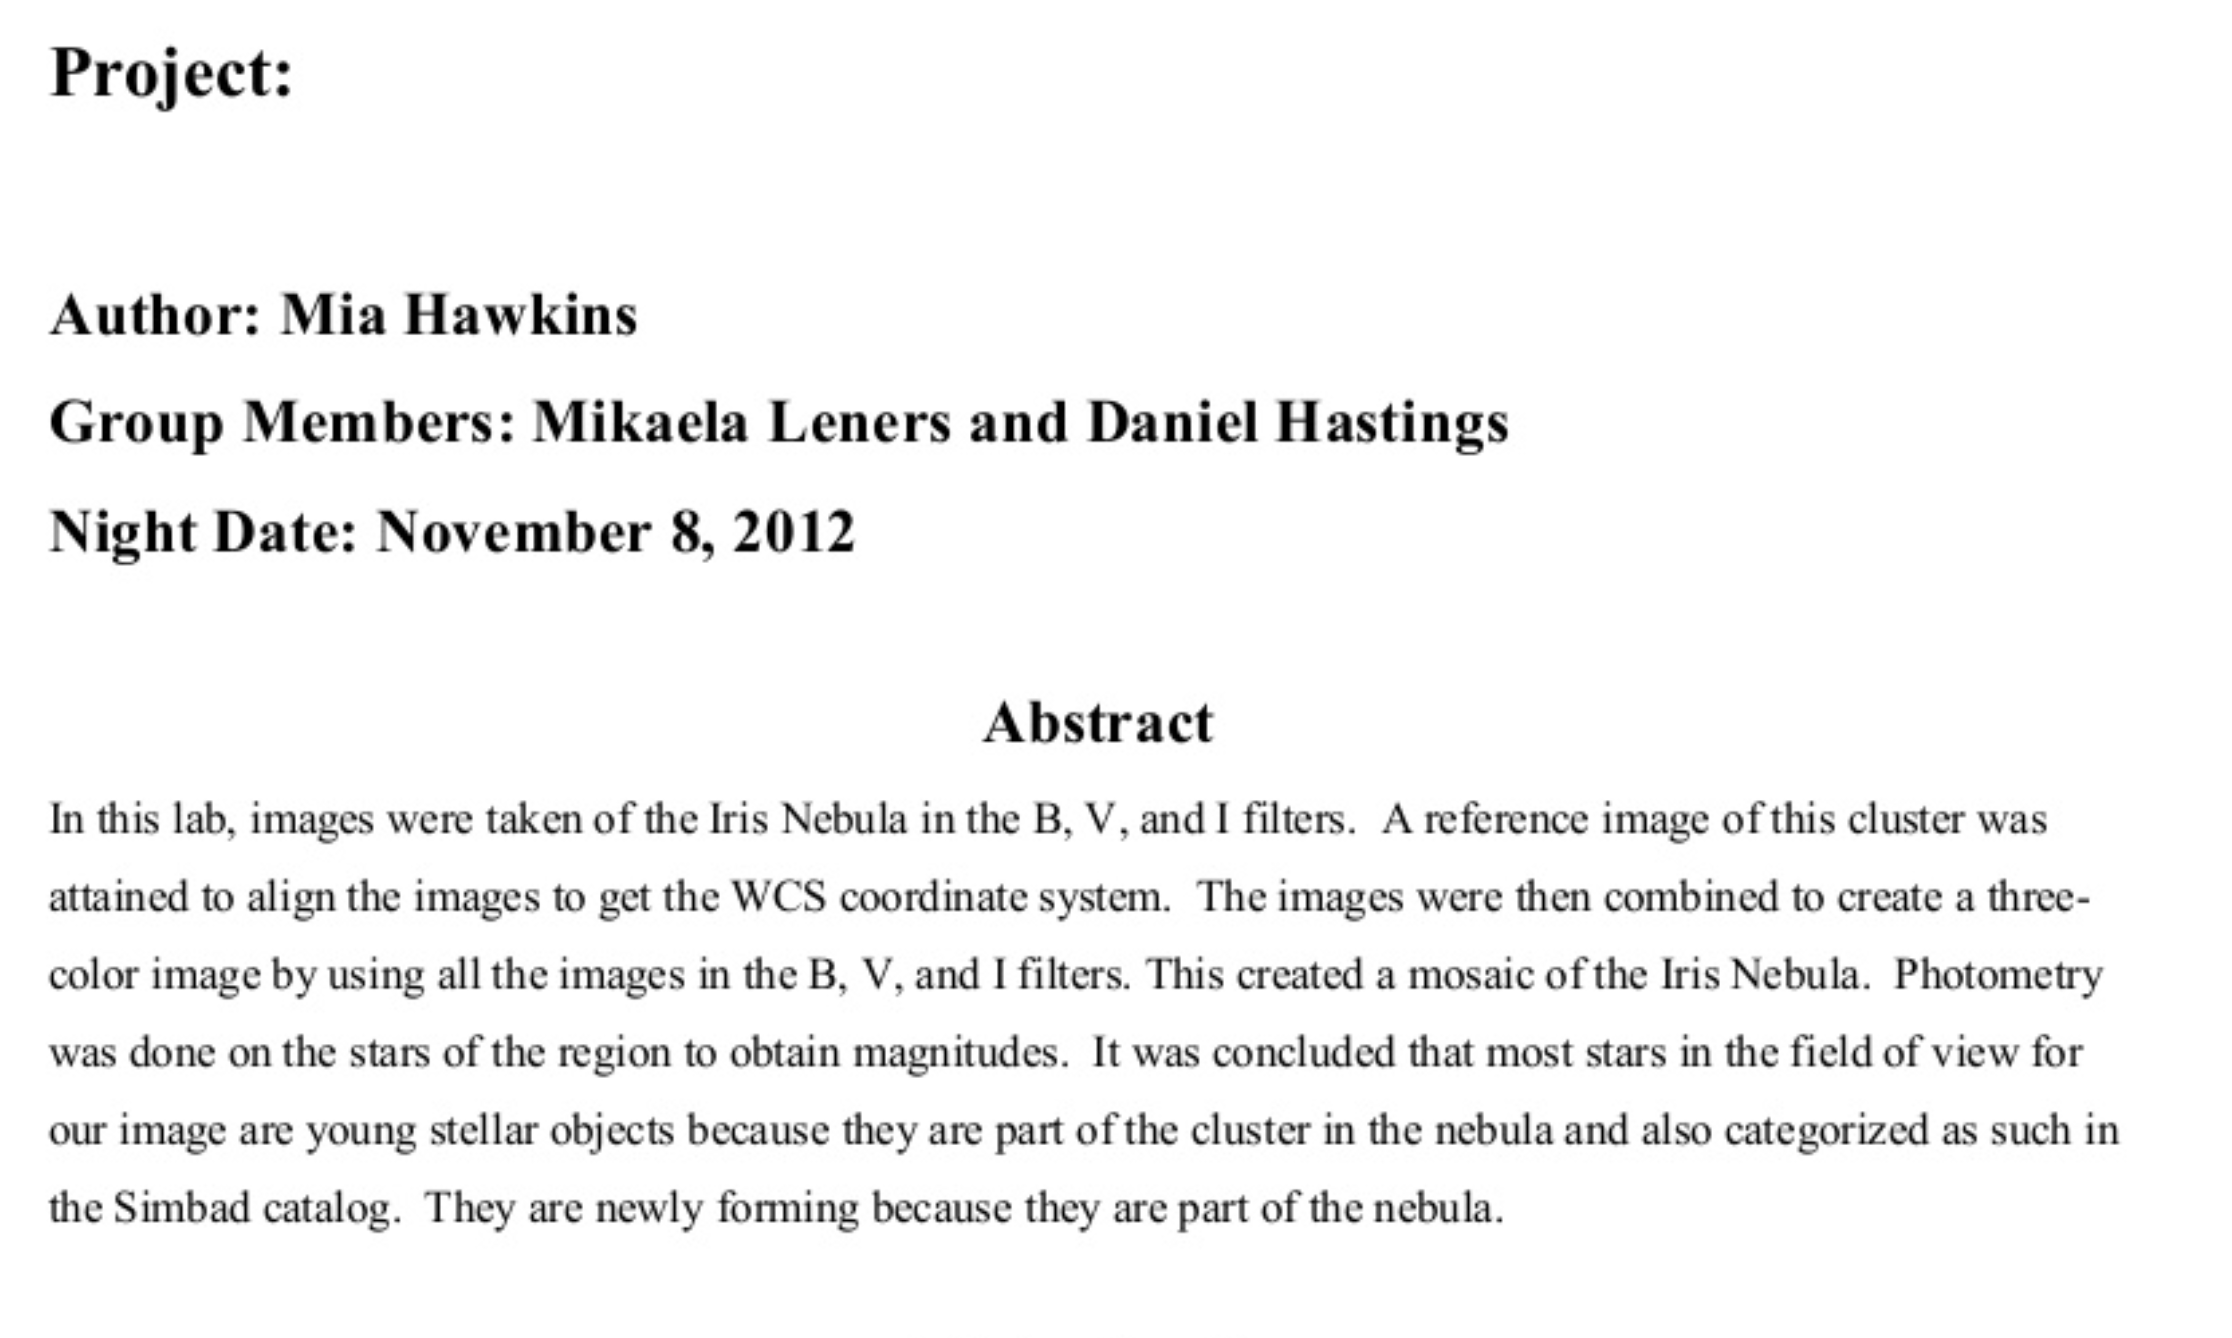 Project:
Author: Mia Hawkins
Group Members: Mikaela Leners and Daniel Hastings
Night Date: November 8, 2012
Abstract
In this lab, images were taken of the Iris Nebula in the B, V, and I filters.  A reference image of this cluster was
attained to align the images to get the WCS coordinate system.  The images were then combined to create a three-
color image by using all the images in the B, V, and I filters. This created a mosaic of the Iris Nebula.  Photometry
was done on the stars of the region to obtain magnitudes.  It was concluded that most stars in the field of view for
our image are young stellar objects because they are part of the cluster in the nebula and also categorized as such in
the Simbad catalog.  They are newly forming because they are part of the nebula.